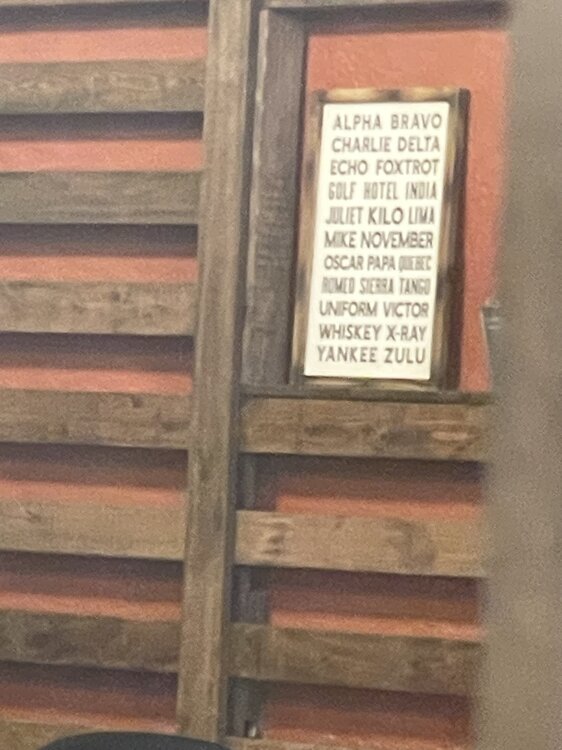 ALPHA BRAVO
CHARLIE DELTA
ECHO FOXTROT
GOLF HOTEL INDIA
JULIET KILO LIMA
MIKE NOVEMBER
OSCAR PAPA QUEBEC
ROMEO SIERRA TANGO
UNIFORM VICTOR
WHISKEY X-RAY
YANKEE ZULU